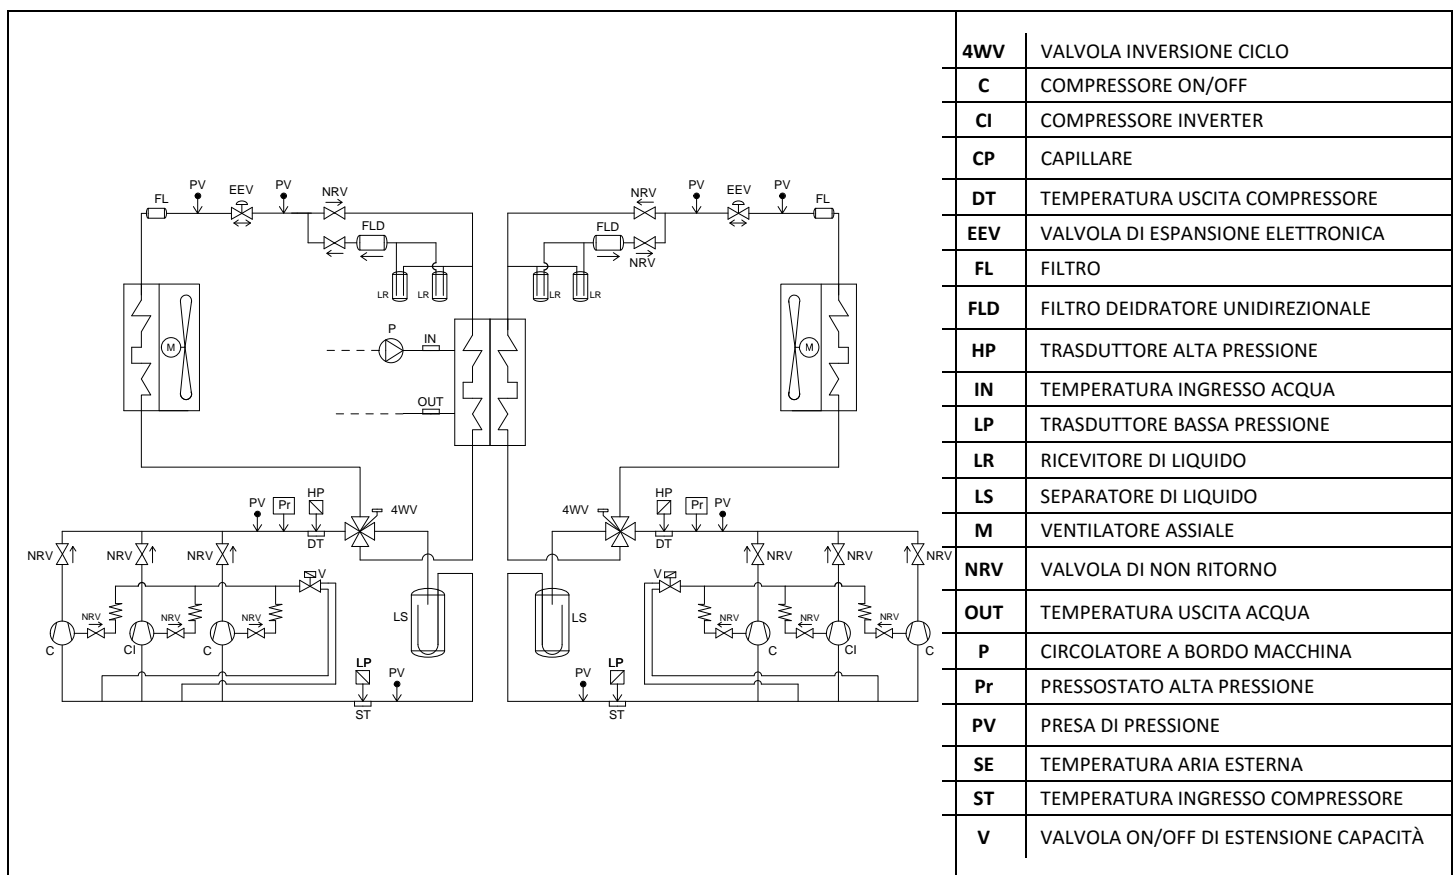 4WV VALVOLA INVERSIONE CICLO
C COMPRESSORE ON/OFF
CI COMPRESSORE INVERTER
CP CAPILLARE
DT TEMPERATURA USCITA COMPRESSORE
EEV VALVOLA DI ESPANSIONE ELETTRONICA
FL FILTRO
FLD FILTRO DEIDRATORE UNIDIREZIONALE
HP TRASDUTTORE ALTA PRESSIONE
IN TEMPERATURA INGRESSO ACQUA
LP TRASDUTTORE BASSA PRESSIONE
LR RICEVITORE DI LIQUIDO
LS SEPARATORE DI LIQUIDO
M VENTILATORE ASSIALE
NRV VALVOLA DI NON RITORNO
OUT TEMPERATURA USCITA ACQUA
P CIRCOLATORE A BORDO MACCHINA
Pr PRESSOSTATO ALTA PRESSIONE
PV PRESA DI PRESSIONE
SE TEMPERATURA ARIA ESTERNA
ST TEMPERATURA INGRESSO COMPRESSORE
V VALVOLA ON/OFF DI ESTENSIONE CAPACITÀ
FL PV EEV PV NRV NRV PV EEV PV FL
FLD FLD
NRV
LR LR LR LR
P IN
M M
OUT
HP HP
PV Pr 4WV 4WV Pr PV
DT DT
NRV NRV NRV NRV NRV NRV
V V
NRV NRV NRV LS LS NRV NRV NRV
C CI C C CI C
LP PV PV LP
ST ST